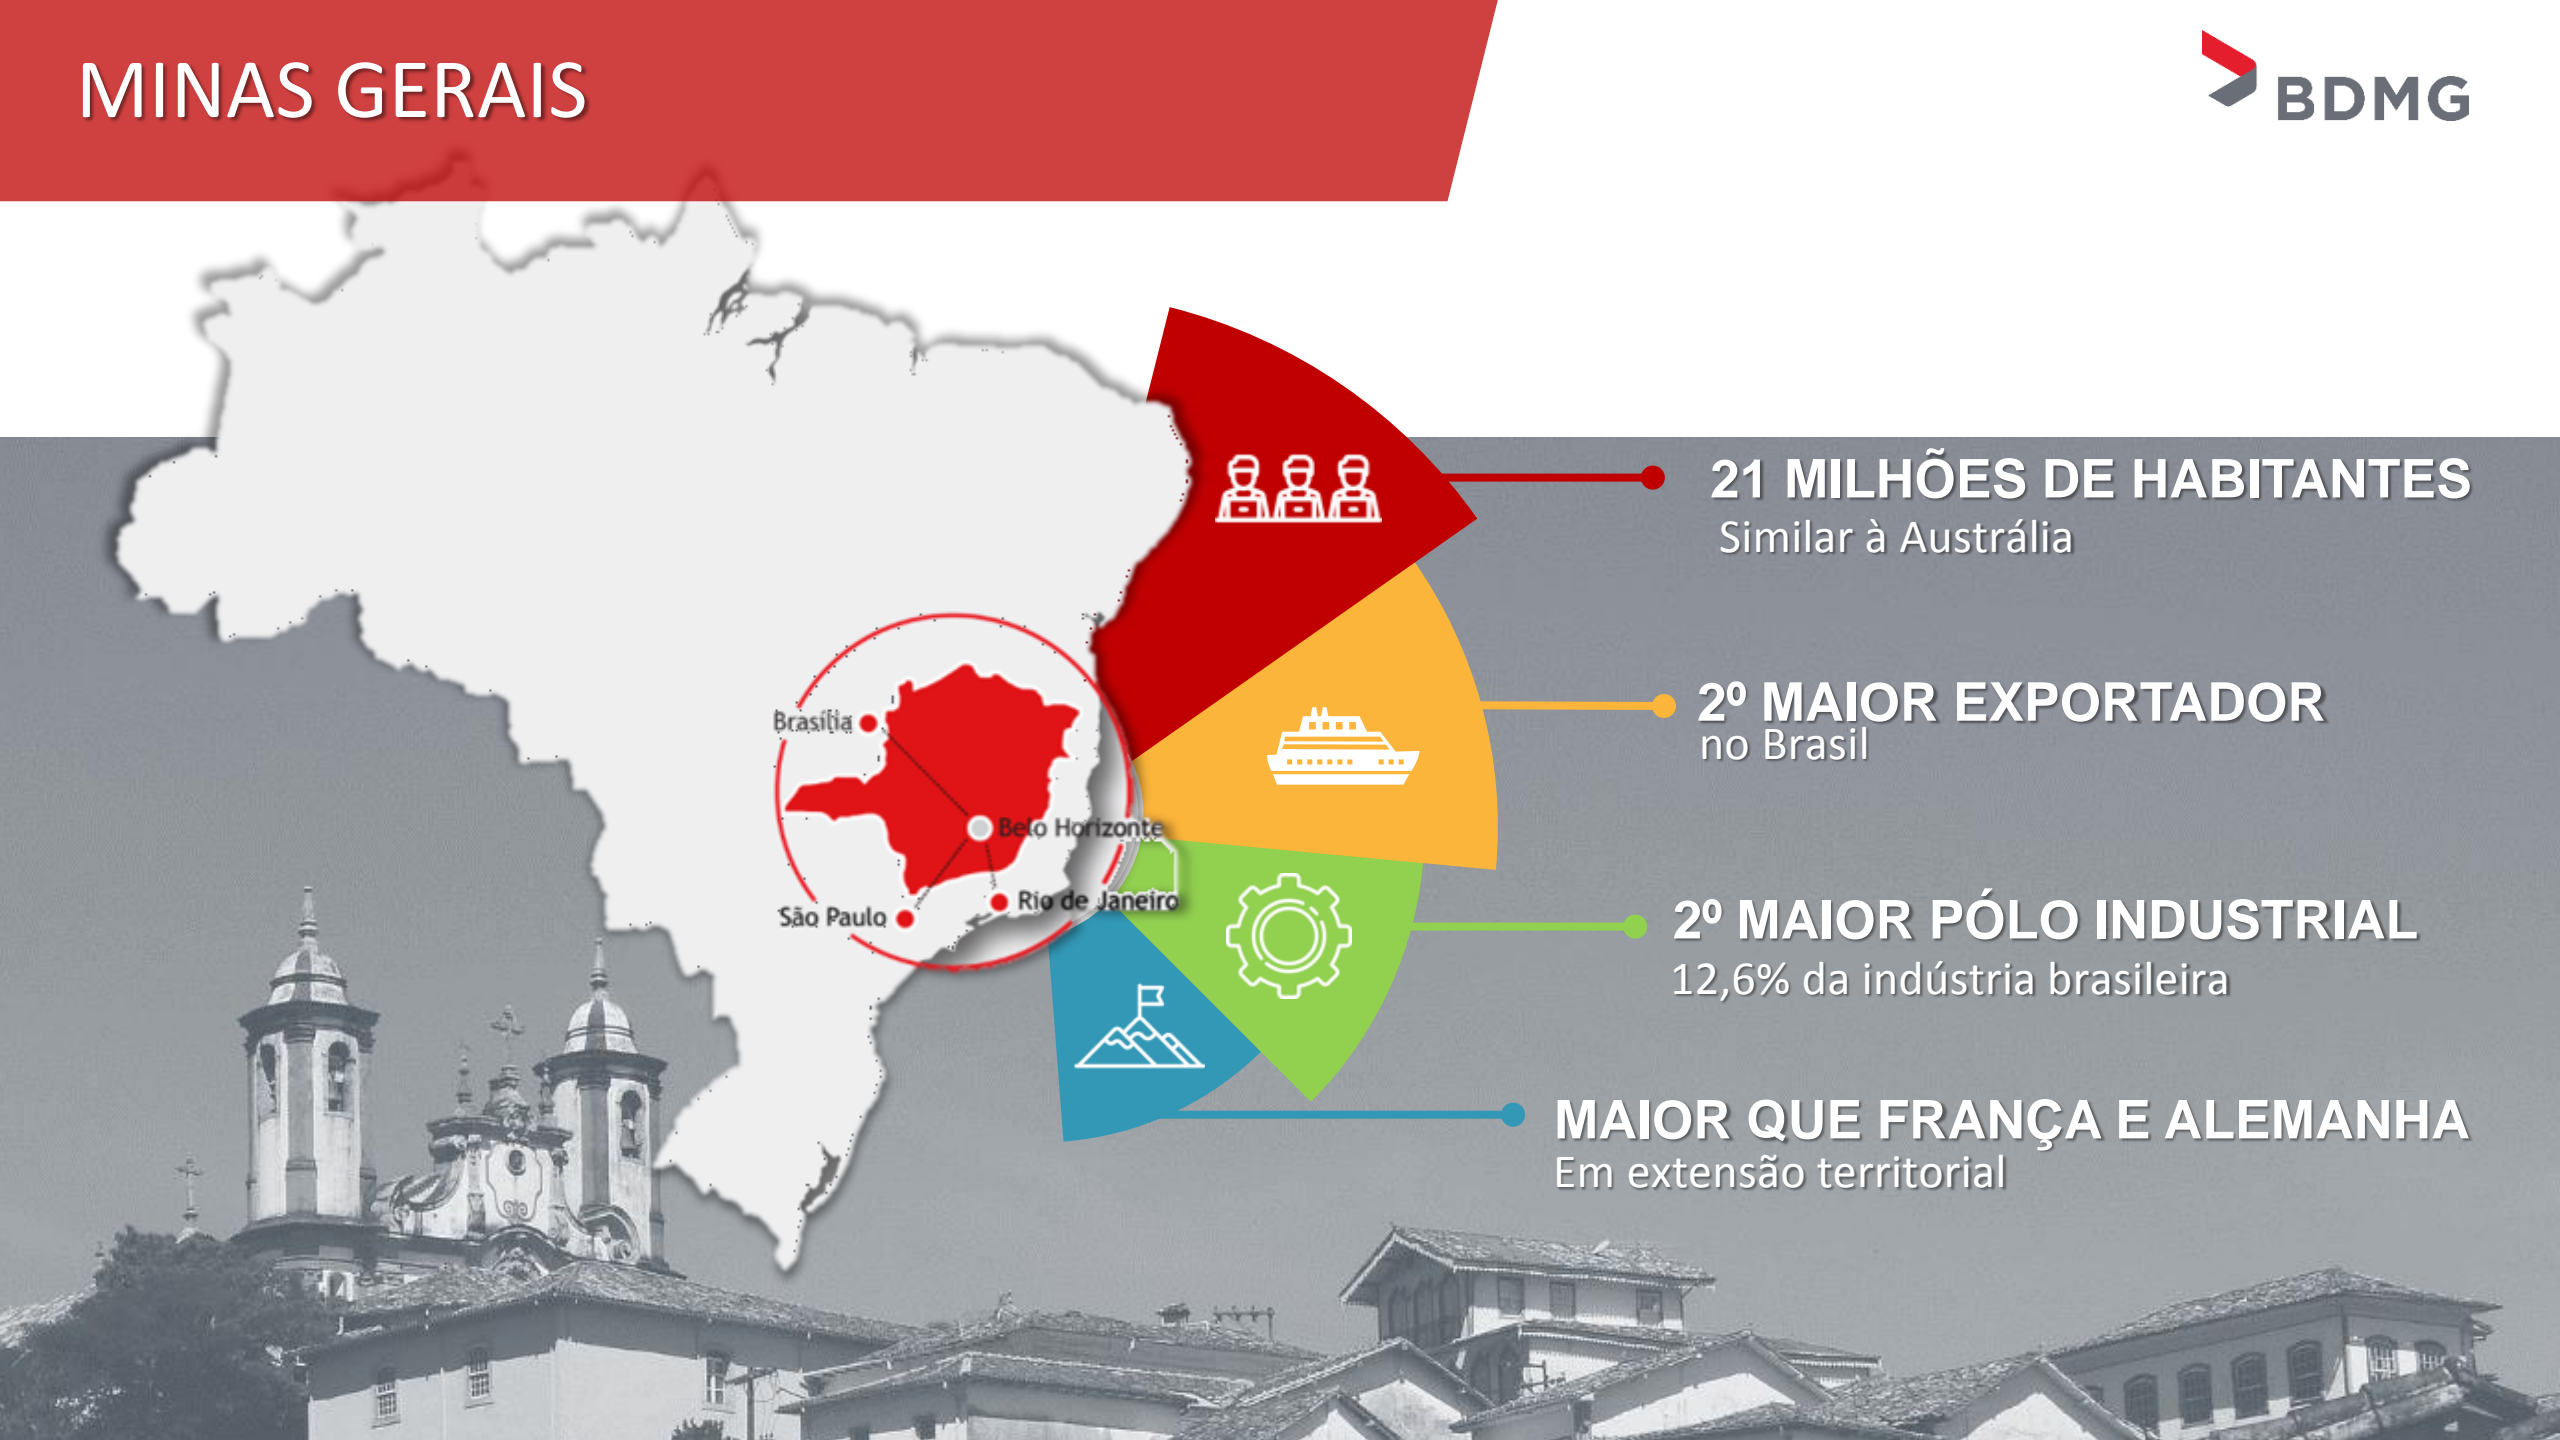 MINAS GERAIS
BDMG
21 MILHÕES DE HABITANTES
Similar à Austrália
2º MAIOR EXPORTADOR
no Brasil
Brasília
Belo Horizonte
Rio de Janeiro
São Paulo
2º MAIOR PÓLO INDUSTRIAL
12,6% da indústria brasileira
MAIOR QUE FRANÇA E ALEMANHA
Em extensão territorial